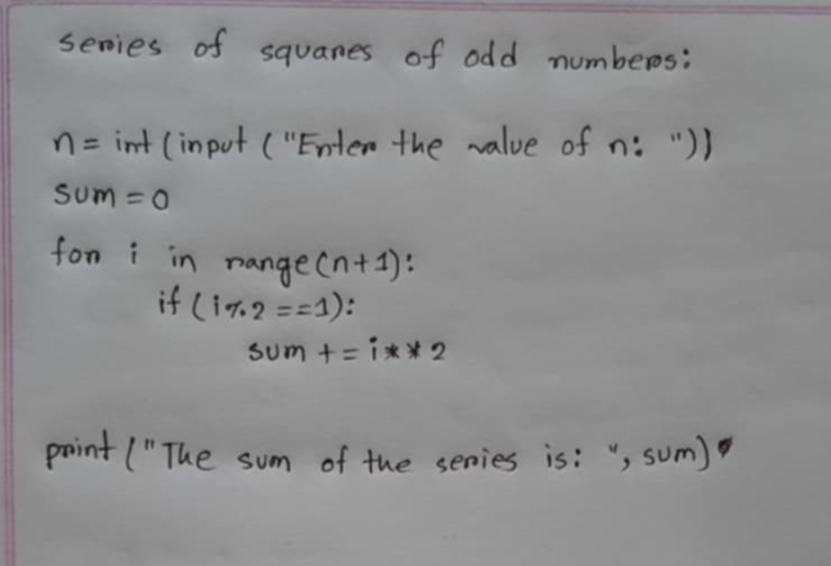 series of squares of odd numbers:
n = int (input ("Enter the value of n: "))
sum = 0
for i in range(n+1):
if (i%2 ==1):
sum += i**2
print ("The sum of the series is: ", sum)